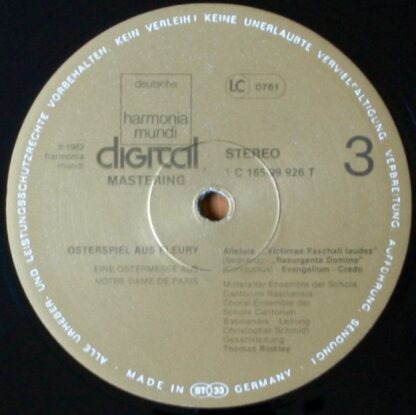 ALLE URHEBER- UND LEISTUNGSSCHUTZRECHTE VORBEHALTEN. KEIN VERLEIH! KEINE UNERLAUBTE VERVIELFÄLTIGUNG VERBREITUNG AUFFÜHRUNG, SENDUNG!
deutsche
harmonia
mundi
LC 0761
℗ 1982
harmonia
mundi
digital
MASTERING
STEREO
1 C 165-99 926 T
3
OSTERSPIEL AUS FLEURY
EINE OSTERMESSE AUS
NOTRE DAME DE PARIS
Alleluia - „Victimae Paschali laudes"
(Sequenz) - „Resurgente Domino"
(Conductus) - Evangelium - Credo
Mittelalter Ensemble der Schola
Cantorum Basiliensis
Choral Ensemble der
Schola Cantorum
Basiliensis - Leitung
Christopher Schmidt
Gesamtleitung
Thomas Binkley
MADE IN ST 33 GERMANY